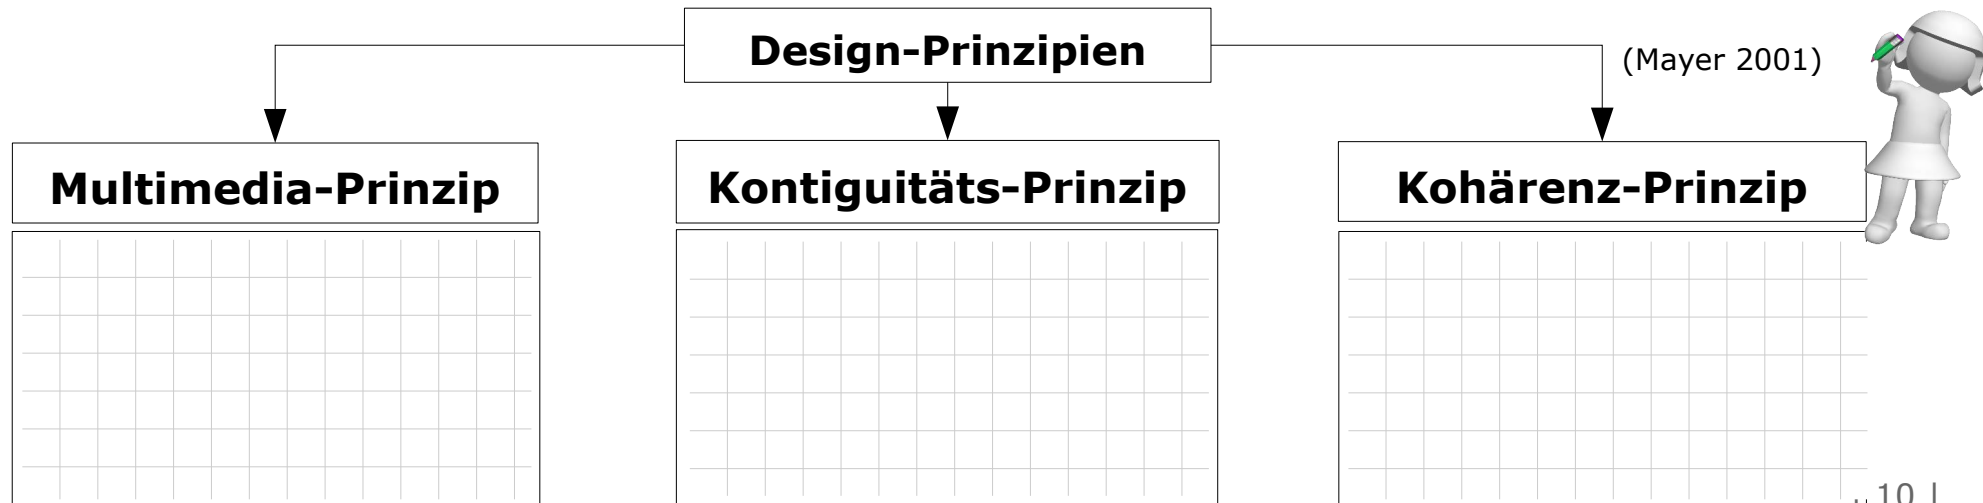 Design-Prinzipien
(Mayer 2001)
Multimedia-Prinzip
Kontiguitäts-Prinzip
Kohärenz-Prinzip
10 |